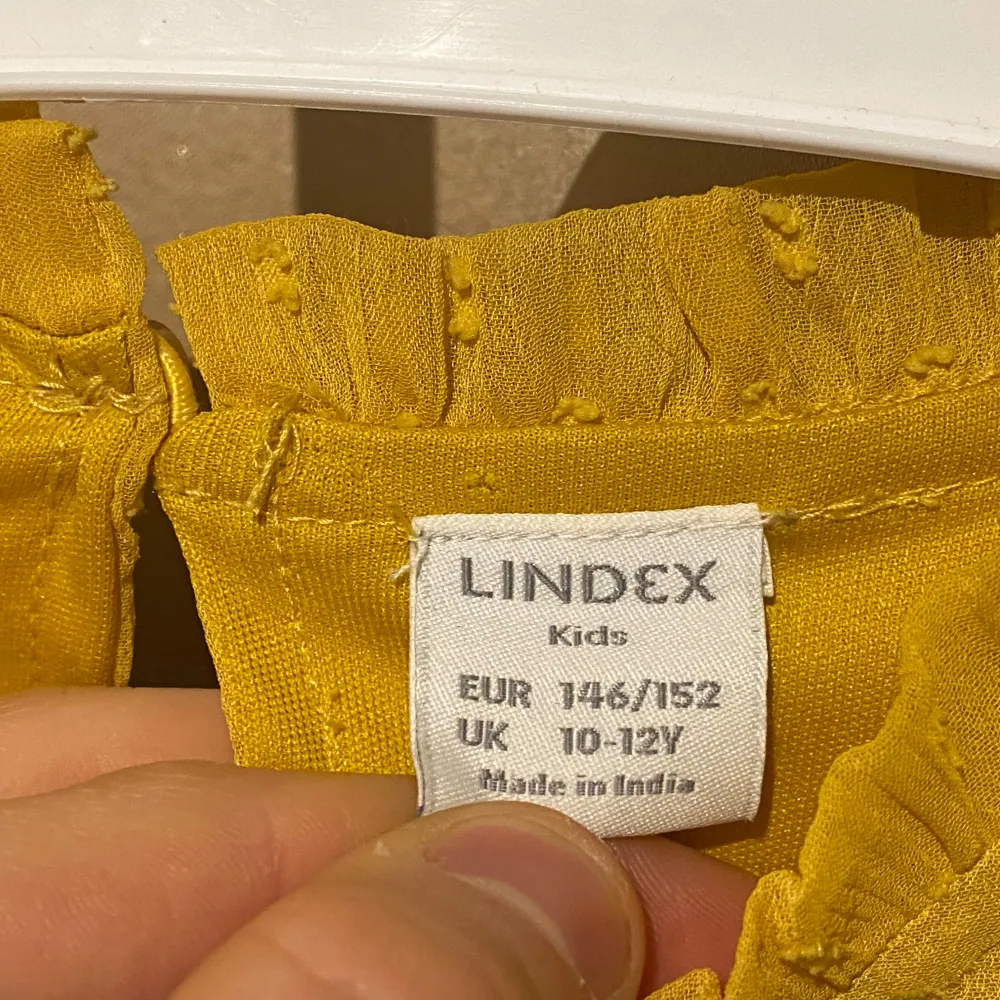 LINDEX
Kids
EUR 146/152
UK 10-12Y
Made in India